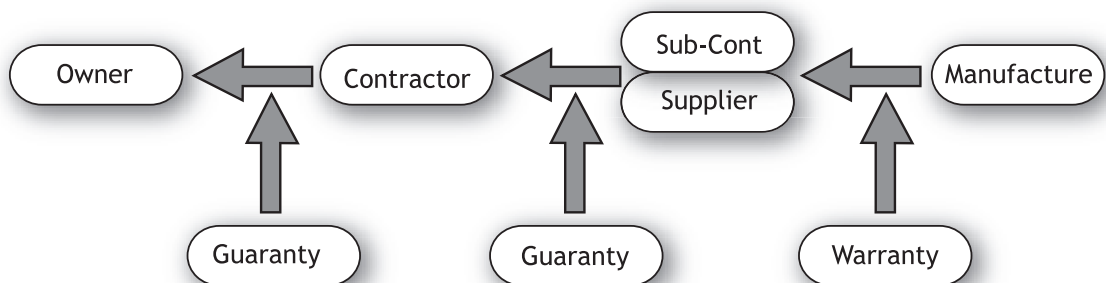 Owner
Contractor
Sub-Cont
Supplier
Manufacture
Guaranty
Guaranty
Warranty